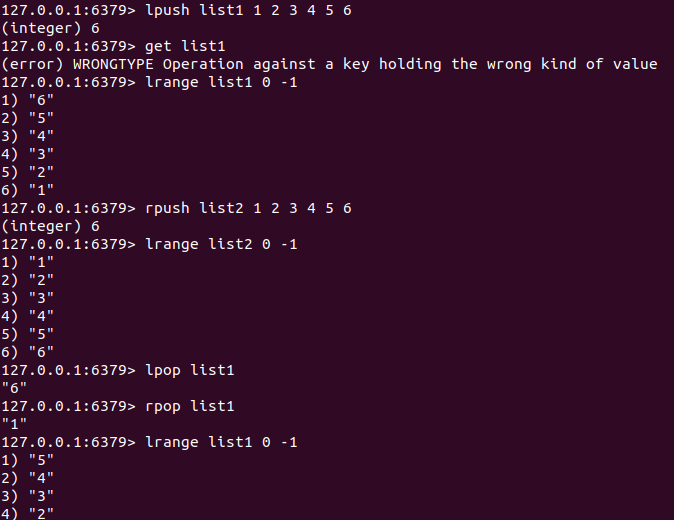 127.0.0.1:6379> lpush list1 1 2 3 4 5 6
(integer) 6
127.0.0.1:6379> get list1
(error) WRONGTYPE Operation against a key holding the wrong kind of value
127.0.0.1:6379> lrange list1 0 -1
1) "6"
2) "5"
3) "4"
4) "3"
5) "2"
6) "1"
127.0.0.1:6379> rpush list2 1 2 3 4 5 6
(integer) 6
127.0.0.1:6379> lrange list2 0 -1
1) "1"
2) "2"
3) "3"
4) "4"
5) "5"
6) "6"
127.0.0.1:6379> lpop list1
"6"
127.0.0.1:6379> rpop list1
"1"
127.0.0.1:6379> lrange list1 0 -1
1) "5"
2) "4"
3) "3"
4) "2"